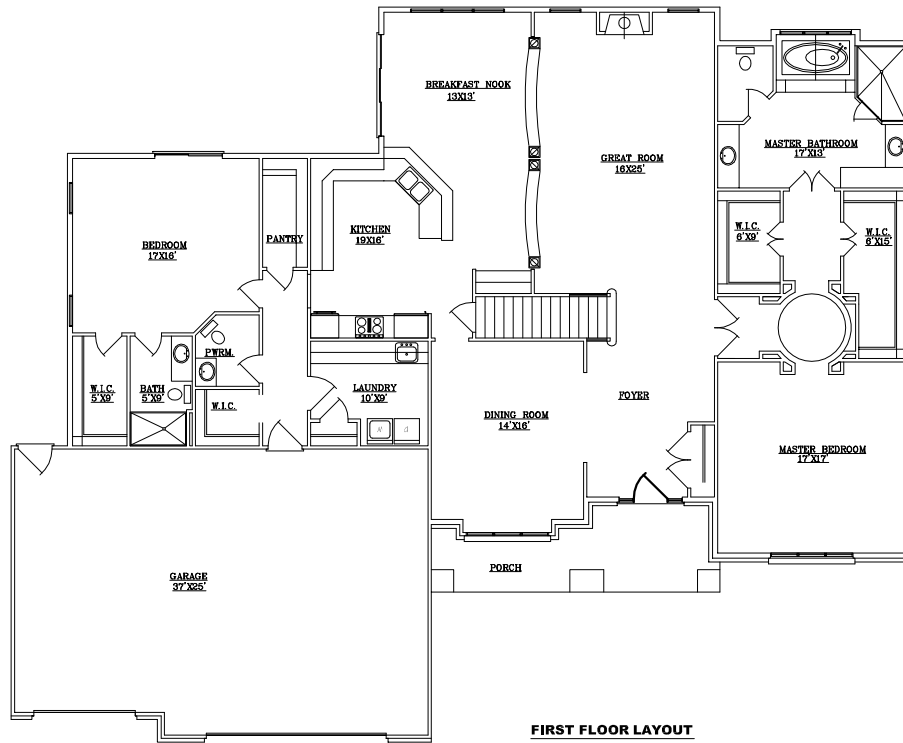 BREAKFAST NOOK
13X13'
GREAT ROOM
16X25'
MASTER BATHROOM
17'X13'
BEDROOM
17X16'
PANTRY
KITCHEN
19X16'
W.I.C.
6'X9'
W.I.C.
6'X15'
PWRM.
W.I.C.
5'X9'
BATH
5'X9'
W.I.C.
LAUNDRY
10'X9'
DINING ROOM
14'X16'
FOYER
MASTER BEDROOM
17'X17'
GARAGE
37'X25'
PORCH
FIRST FLOOR LAYOUT